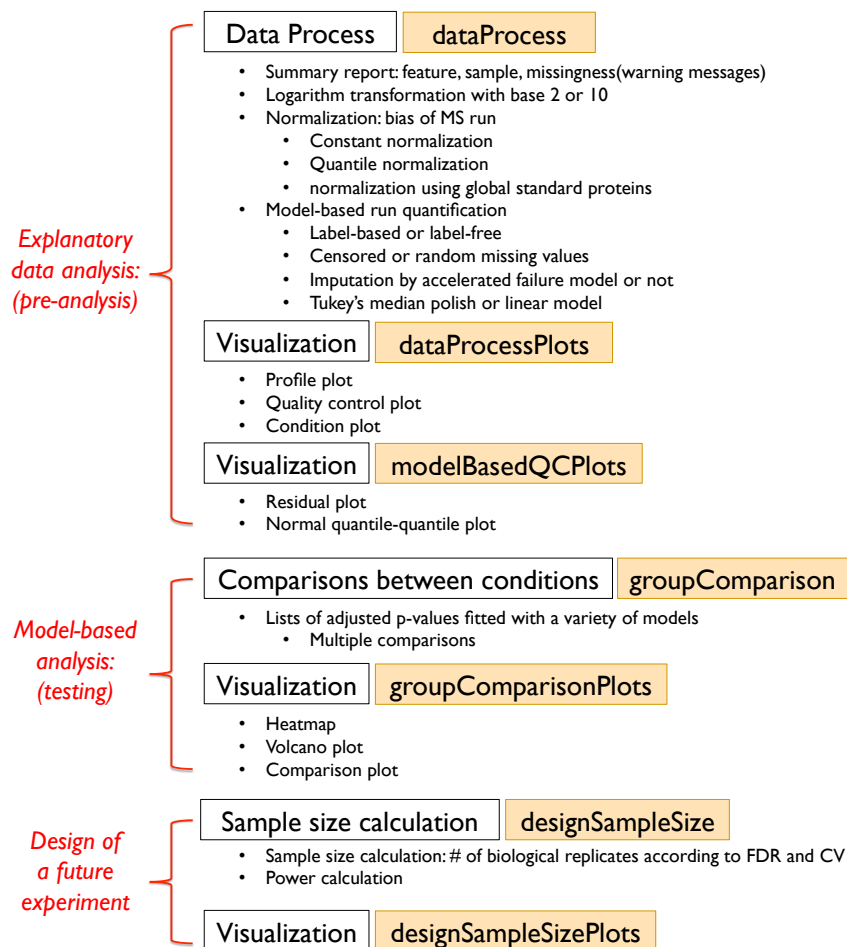 Data Process dataProcess
• Summary report: feature, sample, missingness(warning messages)
• Logarithm transformation with base 2 or 10
• Normalization: bias of MS run
• Constant normalization
• Quantile normalization
• normalization using global standard proteins
• Model-based run quantification
• Label-based or label-free
• Censored or random missing values
• Imputation by accelerated failure model or not
• Tukey's median polish or linear model
Explanatory
data analysis:
(pre-analysis)
Visualization dataProcessPlots
• Profile plot
• Quality control plot
• Condition plot
Visualization modelBasedQCPlots
• Residual plot
• Normal quantile-quantile plot
Comparisons between conditions groupComparison
• Lists of adjusted p-values fitted with a variety of models
• Multiple comparisons
Model-based
analysis:
(testing)
Visualization groupComparisonPlots
• Heatmap
• Volcano plot
• Comparison plot
Sample size calculation designSampleSize
• Sample size calculation: # of biological replicates according to FDR and CV
• Power calculation
Design of
a future
experiment
Visualization designSampleSizePlots